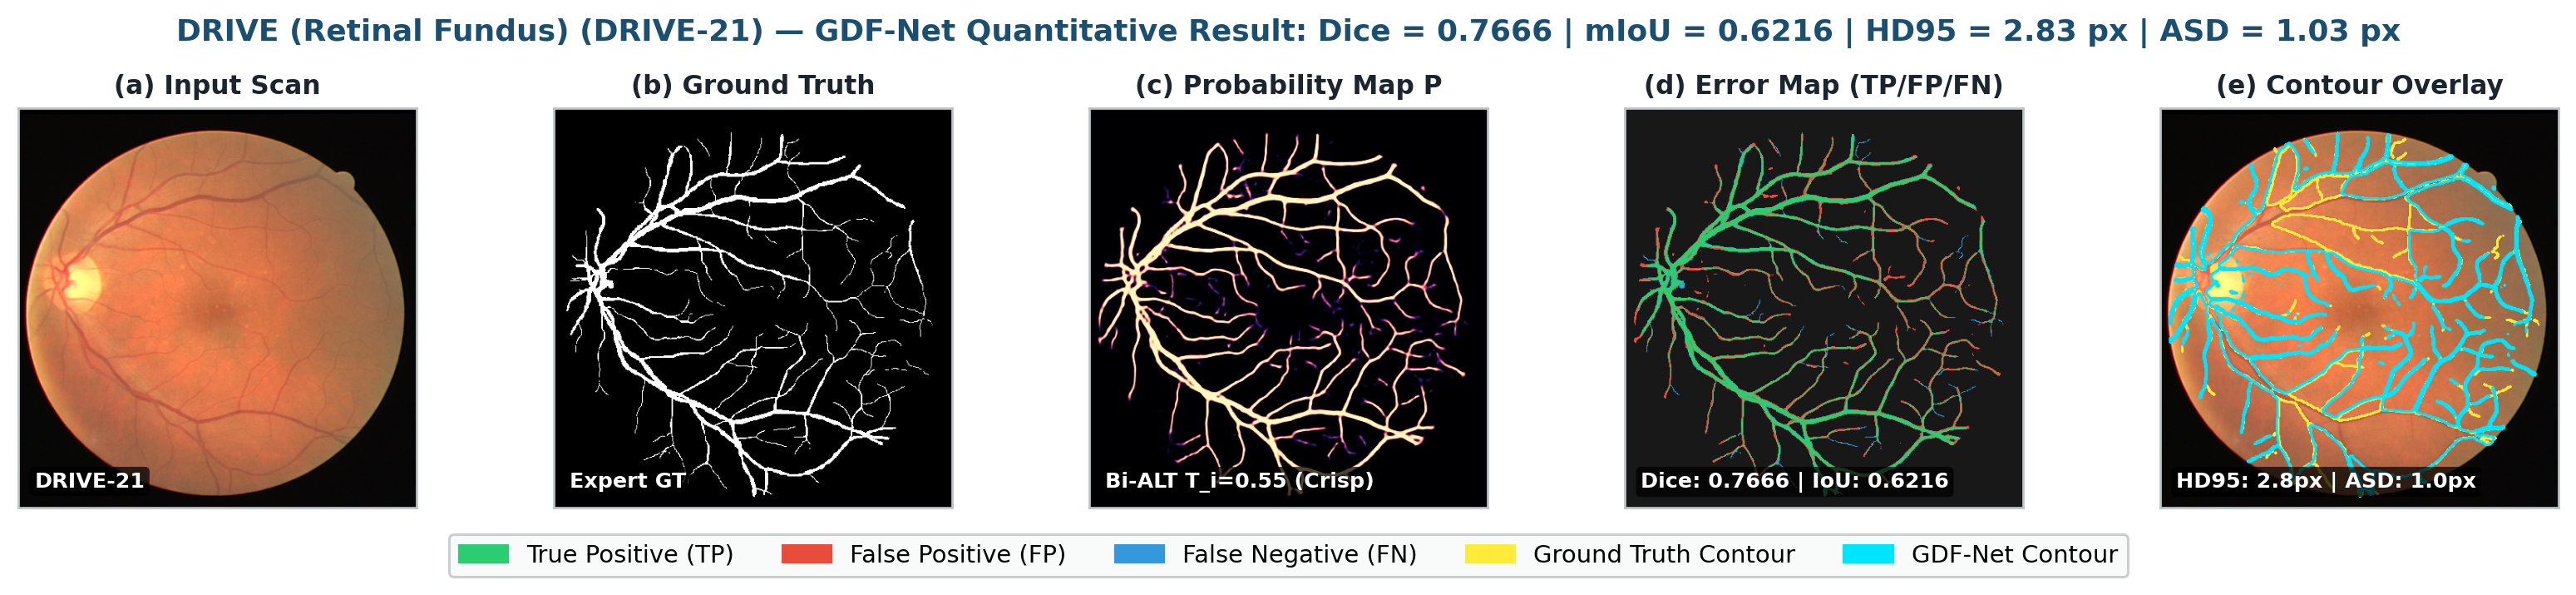 DRIVE (Retinal Fundus) (DRIVE-21) — GDF-Net Quantitative Result: Dice = 0.7666 | mIoU = 0.6216 | HD95 = 2.83 px | ASD = 1.03 px
(a) Input Scan
(b) Ground Truth
(c) Probability Map P
(d) Error Map (TP/FP/FN)
(e) Contour Overlay
DRIVE-21
Expert GT
Bi-ALT T_i=0.55 (Crisp)
Dice: 0.7666 | IoU: 0.6216
HD95: 2.8px | ASD: 1.0px
True Positive (TP)
False Positive (FP)
False Negative (FN)
Ground Truth Contour
GDF-Net Contour